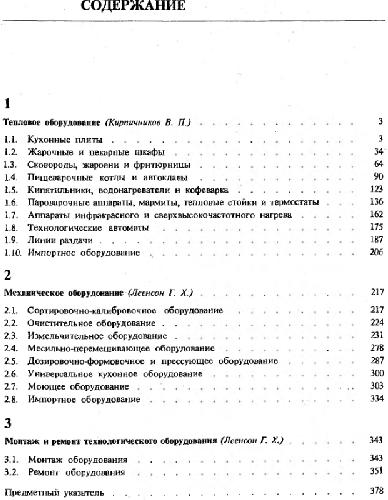 СОДЕРЖАНИЕ
1
Тепловое оборудование (Кирпичников В. П.) . . . . . . . . . . 3
1.1. Кухонные плиты . . . . . . . . . . 3
1.2. Жарочные и пекарные шкафы . . . . . . . . . . 34
1.3. Сковороды, жаровни и фритюрницы . . . . . . . . . . 64
1.4. Пищеварочные котлы и автоклавы . . . . . . . . . . 90
1.5. Кипятильники, водонагреватели и кофеварка . . . . . . . . . . 123
1.6. Пароварочные аппараты, мармиты, тепловые стойки и термостаты . . . . 136
1.7. Аппараты инфракрасного и сверхвысокочастотного нагрева . . . . . 162
1.8. Технологические автоматы . . . . . . . . . . 175
1.9. Линии раздачи . . . . . . . . . . 187
1.10. Импортное оборудование . . . . . . . . . . 206
2
Механическое оборудование (Леенсон Г. Х.) . . . . . . . . . . 217
2.1. Сортировочно-калибровочное оборудование . . . . . . . . . . 217
2.2. Очистительное оборудование . . . . . . . . . . 224
2.3. Измельчительное оборудование . . . . . . . . . . 231
2.4. Месильно-перемешивающее оборудование . . . . . . . . . . 278
2.5. Дозировочно-формовочное и прессующее оборудование . . . . . . 287
2.6. Универсальное кухонное оборудование . . . . . . . . . . 300
2.7. Моющее оборудование . . . . . . . . . . 303
2.8. Импортное оборудование . . . . . . . . . . 334
3
Монтаж и ремонт технологического оборудования (Леенсон Г. Х.) . . . . . 343
3.1. Монтаж оборудования . . . . . . . . . . 343
3.2. Ремонт оборудования . . . . . . . . . . 351
Предметный указатель . . . . . . . . . . 378